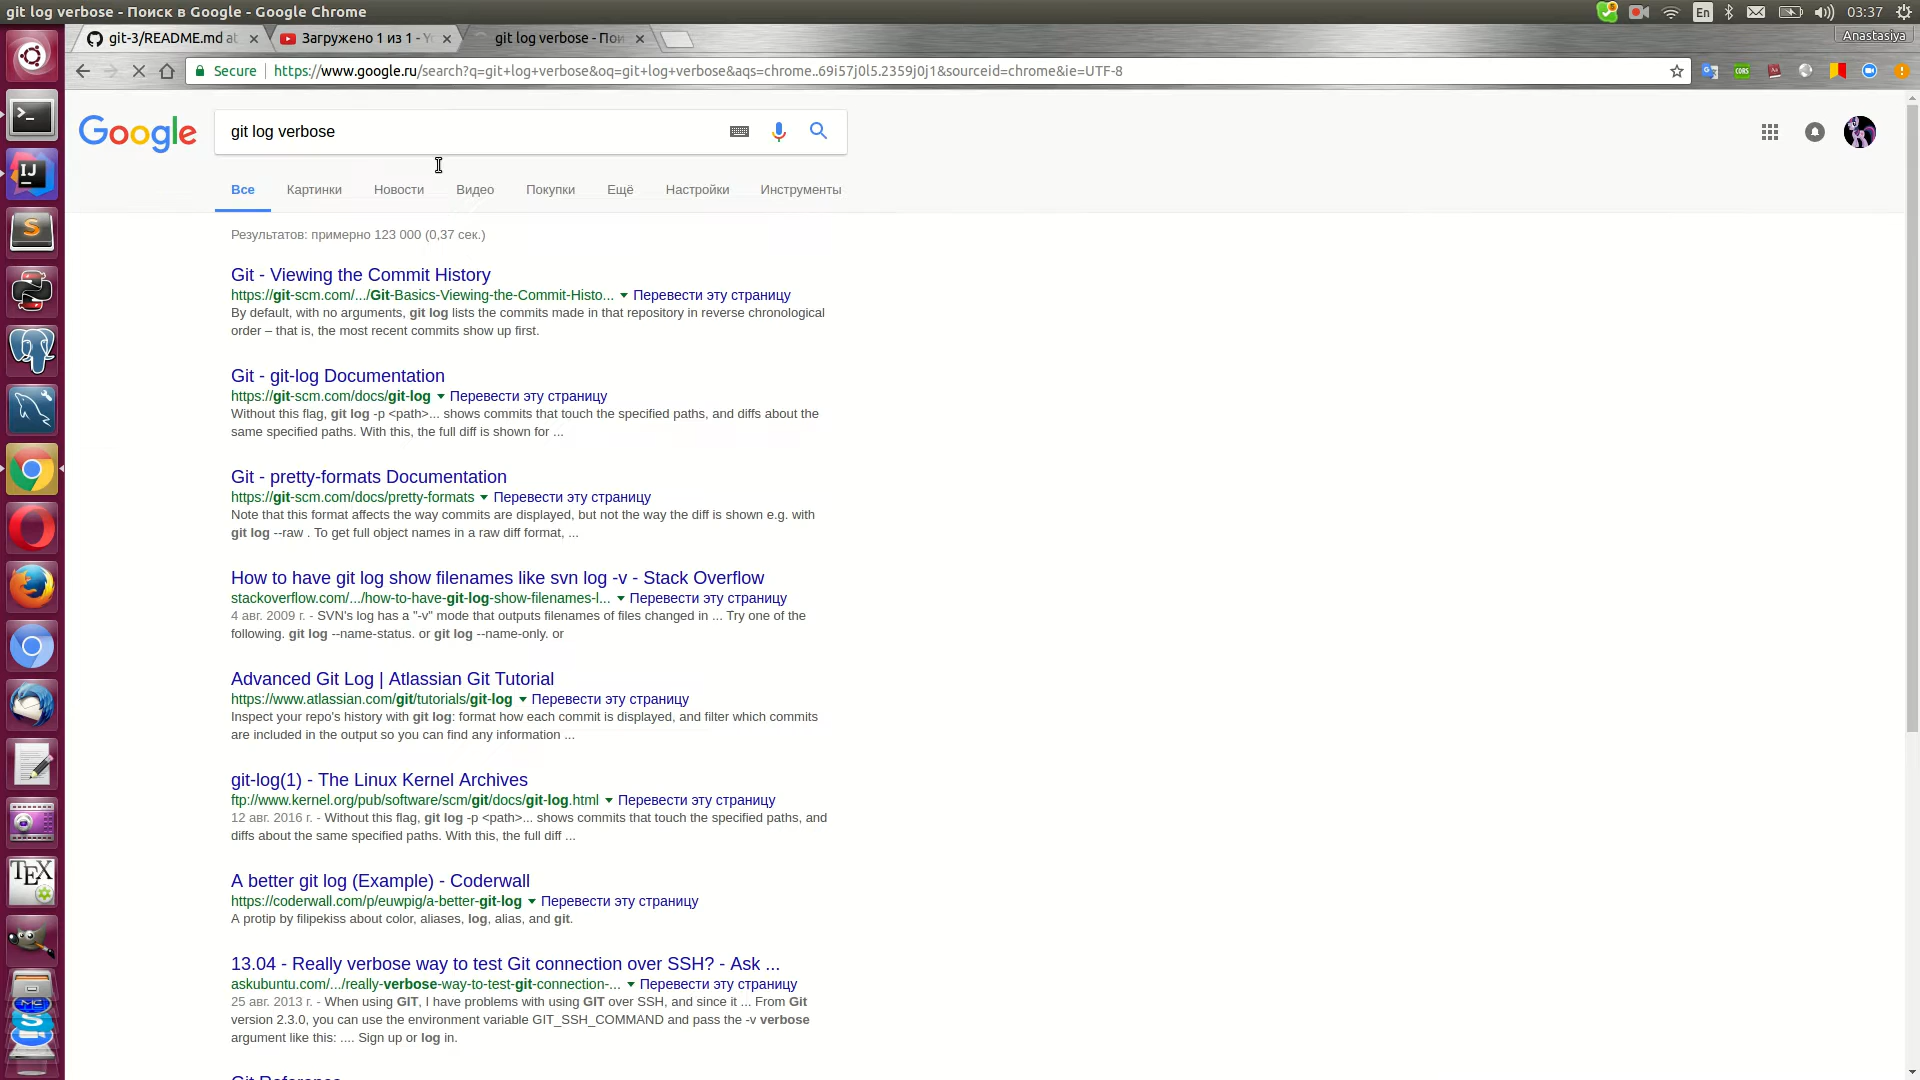 git log verbose - Поиск в Google - Google Chrome
En
03:37
git-3/README.md at
Загружено 1 из 1 - Yo
git log verbose - Пои
Anastasiya
Secure
https://www.google.ru/search?q=git+log+verbose&oq=git+log+verbose&aqs=chrome..69i57j0l5.2359j0j1&sourceid=chrome&ie=UTF-8
CORS
Google
git log verbose
Все Картинки Новости Видео Покупки Ещё Настройки Инструменты
Результатов: примерно 123 000 (0,37 сек.)
Git - Viewing the Commit History
https://git-scm.com/.../Git-Basics-Viewing-the-Commit-Histo... Перевести эту страницу
By default, with no arguments, git log lists the commits made in that repository in reverse chronological
order – that is, the most recent commits show up first.
Git - git-log Documentation
https://git-scm.com/docs/git-log Перевести эту страницу
Without this flag, git log -p <path>... shows commits that touch the specified paths, and diffs about the
same specified paths. With this, the full diff is shown for ...
Git - pretty-formats Documentation
https://git-scm.com/docs/pretty-formats Перевести эту страницу
Note that this format affects the way commits are displayed, but not the way the diff is shown e.g. with
git log --raw . To get full object names in a raw diff format, ...
How to have git log show filenames like svn log -v - Stack Overflow
stackoverflow.com/.../how-to-have-git-log-show-filenames-l... Перевести эту страницу
4 авг. 2009 г. - SVN's log has a "-v" mode that outputs filenames of files changed in ... Try one of the
following. git log --name-status. or git log --name-only. or
Advanced Git Log | Atlassian Git Tutorial
https://www.atlassian.com/git/tutorials/git-log Перевести эту страницу
Inspect your repo's history with git log: format how each commit is displayed, and filter which commits
are included in the output so you can find any information ...
git-log(1) - The Linux Kernel Archives
ftp://www.kernel.org/pub/software/scm/git/docs/git-log.html Перевести эту страницу
12 авг. 2016 г. - Without this flag, git log -p <path>... shows commits that touch the specified paths, and
diffs about the same specified paths. With this, the full diff ...
A better git log (Example) - Coderwall
https://coderwall.com/p/euwpig/a-better-git-log Перевести эту страницу
A protip by filipekiss about color, aliases, log, alias, and git.
13.04 - Really verbose way to test Git connection over SSH? - Ask ...
askubuntu.com/.../really-verbose-way-to-test-git-connection-... Перевести эту страницу
25 авг. 2013 г. - When using GIT, I have problems with using GIT over SSH, and since it ... From Git
version 2.3.0, you can use the environment variable GIT_SSH_COMMAND and pass the -v verbose
argument like this: .... Sign up or log in.
Git Reference
IJ
S
TEX
S